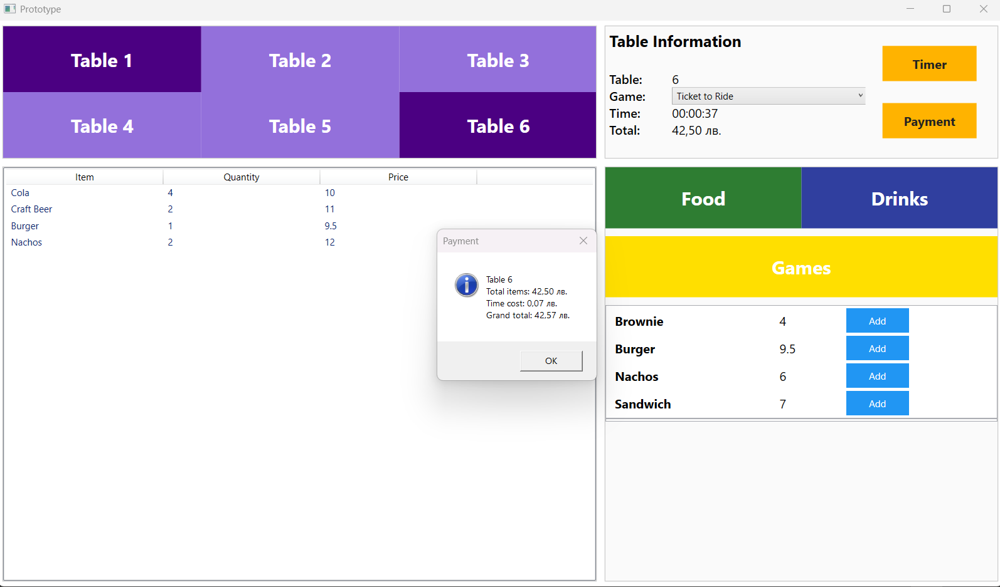 Prototype
Table 1
Table 2
Table 3
Table 4
Table 5
Table 6
Table Information
Table: 6
Game: Ticket to Ride
Time: 00:00:37
Total: 42,50 лв.
Timer
Payment
Item Quantity Price
Cola 4 10
Craft Beer 2 11
Burger 1 9.5
Nachos 2 12
Payment
Table 6
Total items: 42,50 лв.
Time cost: 0,07 лв.
Grand total: 42,57 лв.
OK
Food
Drinks
Games
Brownie 4 Add
Burger 9.5 Add
Nachos 6 Add
Sandwich 7 Add